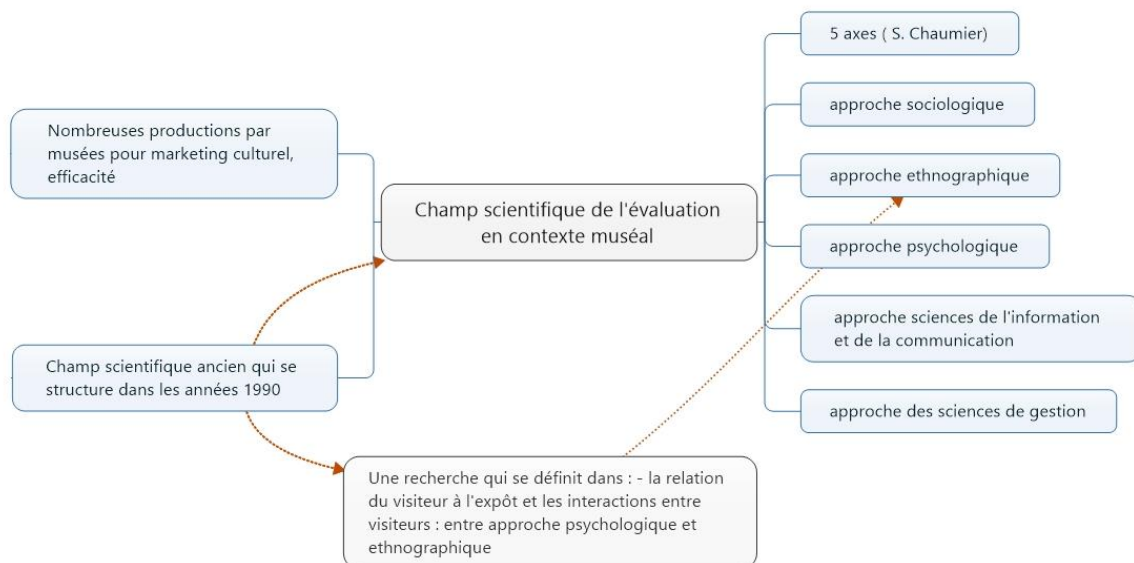 Nombreuses productions par
musées pour marketing culturel,
efficacité
Champ scientifique ancien qui se
structure dans les années 1990
Champ scientifique de l'évaluation
en contexte muséal
Une recherche qui se définit dans : - la relation
du visiteur à l'expôt et les interactions entre
visiteurs : entre approche psychologique et
ethnographique
5 axes ( S. Chaumier)
approche sociologique
approche ethnographique
approche psychologique
approche sciences de l'information
et de la communication
approche des sciences de gestion